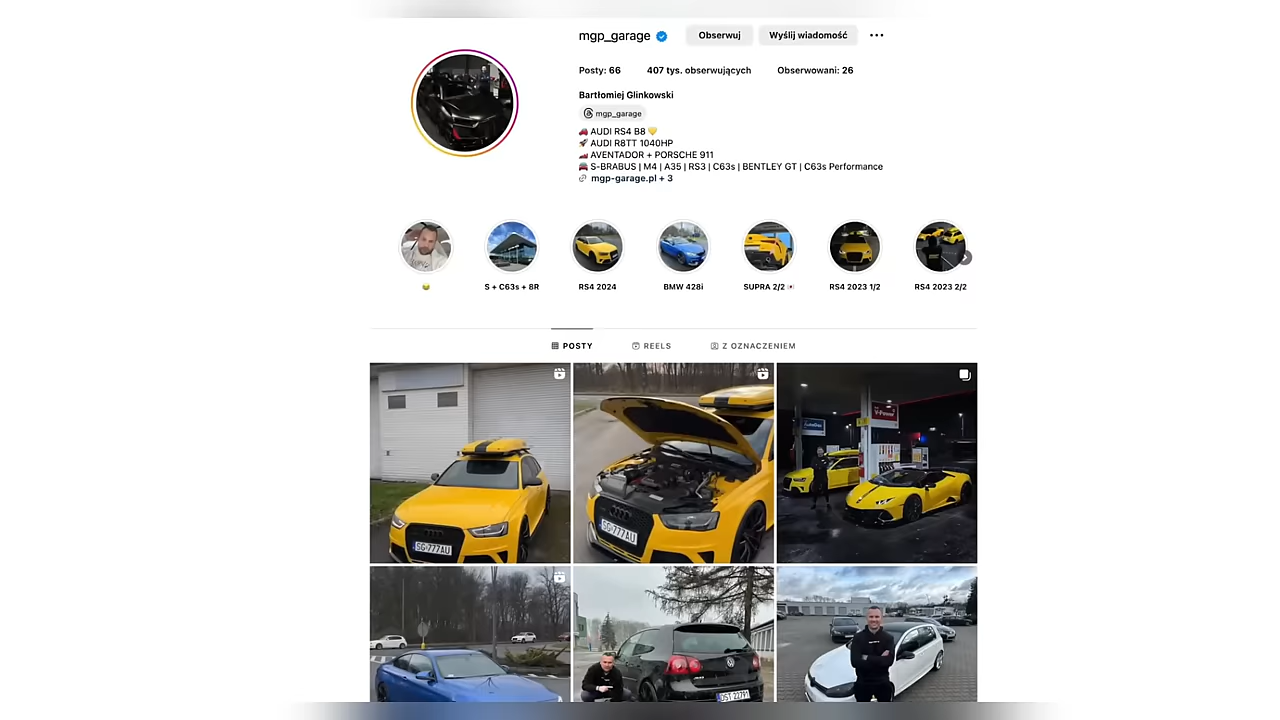 mgp_garage
Obserwuj
Wyślij wiadomość
Posty: 66
407 tys. obserwujących
Obserwowani: 26
Bartłomiej Glinkowski
mgp_garage
🚗 AUDI RS4 B8 💛
🚀 AUDI R8TT 1040HP
🏎️ AVENTADOR + PORSCHE 911
🚘 S-BRABUS | M4 | A35 | RS3 | C63s | BENTLEY GT | C63s Performance
mgp-garage.pl + 3
😂
S + C63s + 8R
RS4 2024
BMW 428i
SUPRA 2/2
RS4 2023 1/2
RS4 2023 2/2
POSTY
REELS
Z OZNACZENIEM
SG·777AU
SG·777AU
AutoGas
V-Power